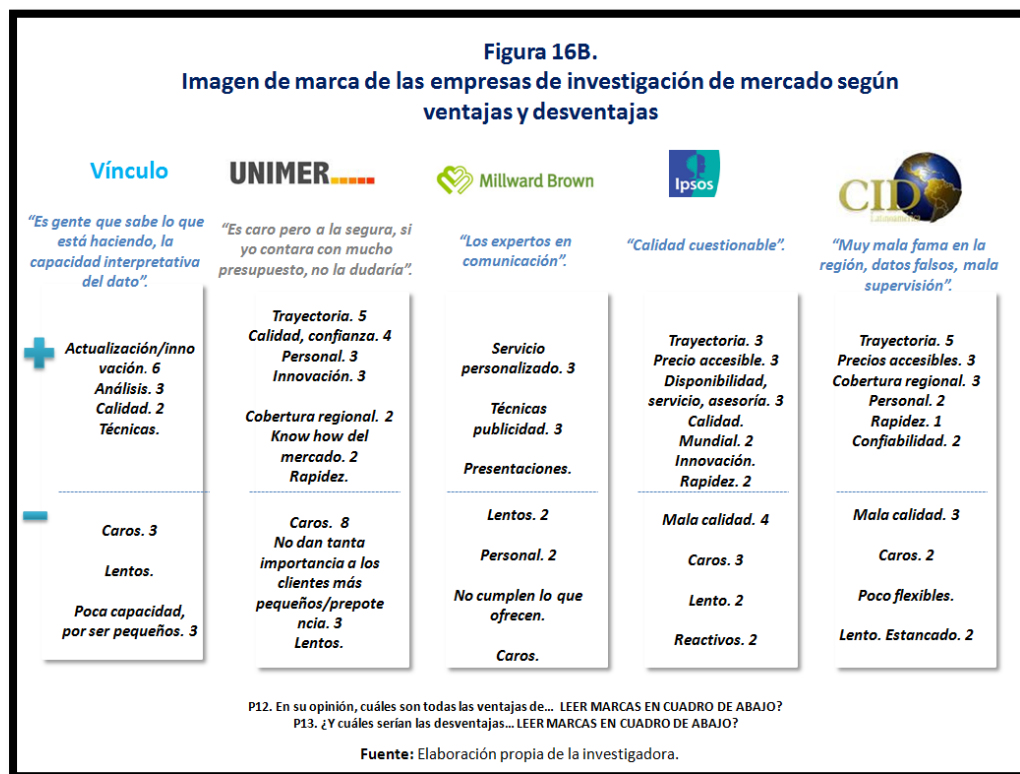 Figura 16B.
Imagen de marca de las empresas de investigación de mercado según
ventajas y desventajas
Vínculo
“Es gente que sabe lo que
está haciendo, la
capacidad interpretativa
del dato”.
Actualización/inno
vación. 6
Análisis. 3
Calidad. 2
Técnicas.
Caros. 3
Lentos.
Poca capacidad,
por ser pequeños. 3
UNIMER
“Es caro pero a la segura, si
yo contara con mucho
presupuesto, no la dudaría”.
Trayectoria. 5
Calidad, confianza. 4
Personal. 3
Innovación. 3
Cobertura regional. 2
Know how del
mercado. 2
Rapidez.
Caros. 8
No dan tanta
importancia a los
clientes más
pequeños/prepote
ncia. 3
Lentos.
Millward Brown
“Los expertos en
comunicación”.
Servicio
personalizado. 3
Técnicas
publicidad. 3
Presentaciones.
Lentos. 2
Personal. 2
No cumplen lo que
ofrecen.
Caros.
Ipsos
“Calidad cuestionable”.
Trayectoria. 3
Precio accesible. 3
Disponibilidad,
servicio, asesoría. 3
Calidad.
Mundial. 2
Innovación.
Rapidez. 2
Mala calidad. 4
Caros. 3
Lento. 2
Reactivos. 2
CID
Latinoamérica
“Muy mala fama en la
región, datos falsos, mala
supervisión”.
Trayectoria. 5
Precios accesibles. 3
Cobertura regional. 3
Personal. 2
Rapidez. 1
Confiabilidad. 2
Mala calidad. 3
Caros. 2
Poco flexibles.
Lento. Estancado. 2
P12. En su opinión, cuáles son todas las ventajas de... LEER MARCAS EN CUADRO DE ABAJO?
P13. ¿Y cuáles serían las desventajas... LEER MARCAS EN CUADRO DE ABAJO?
Fuente: Elaboración propia de la investigadora.